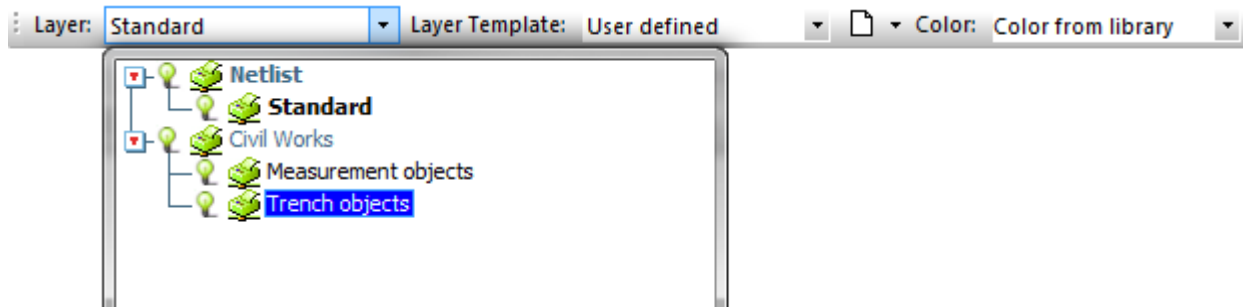 Layer: Standard Layer Template: User defined Color: Color from library
Netlist
Standard
Civil Works
Measurement objects
Trench objects